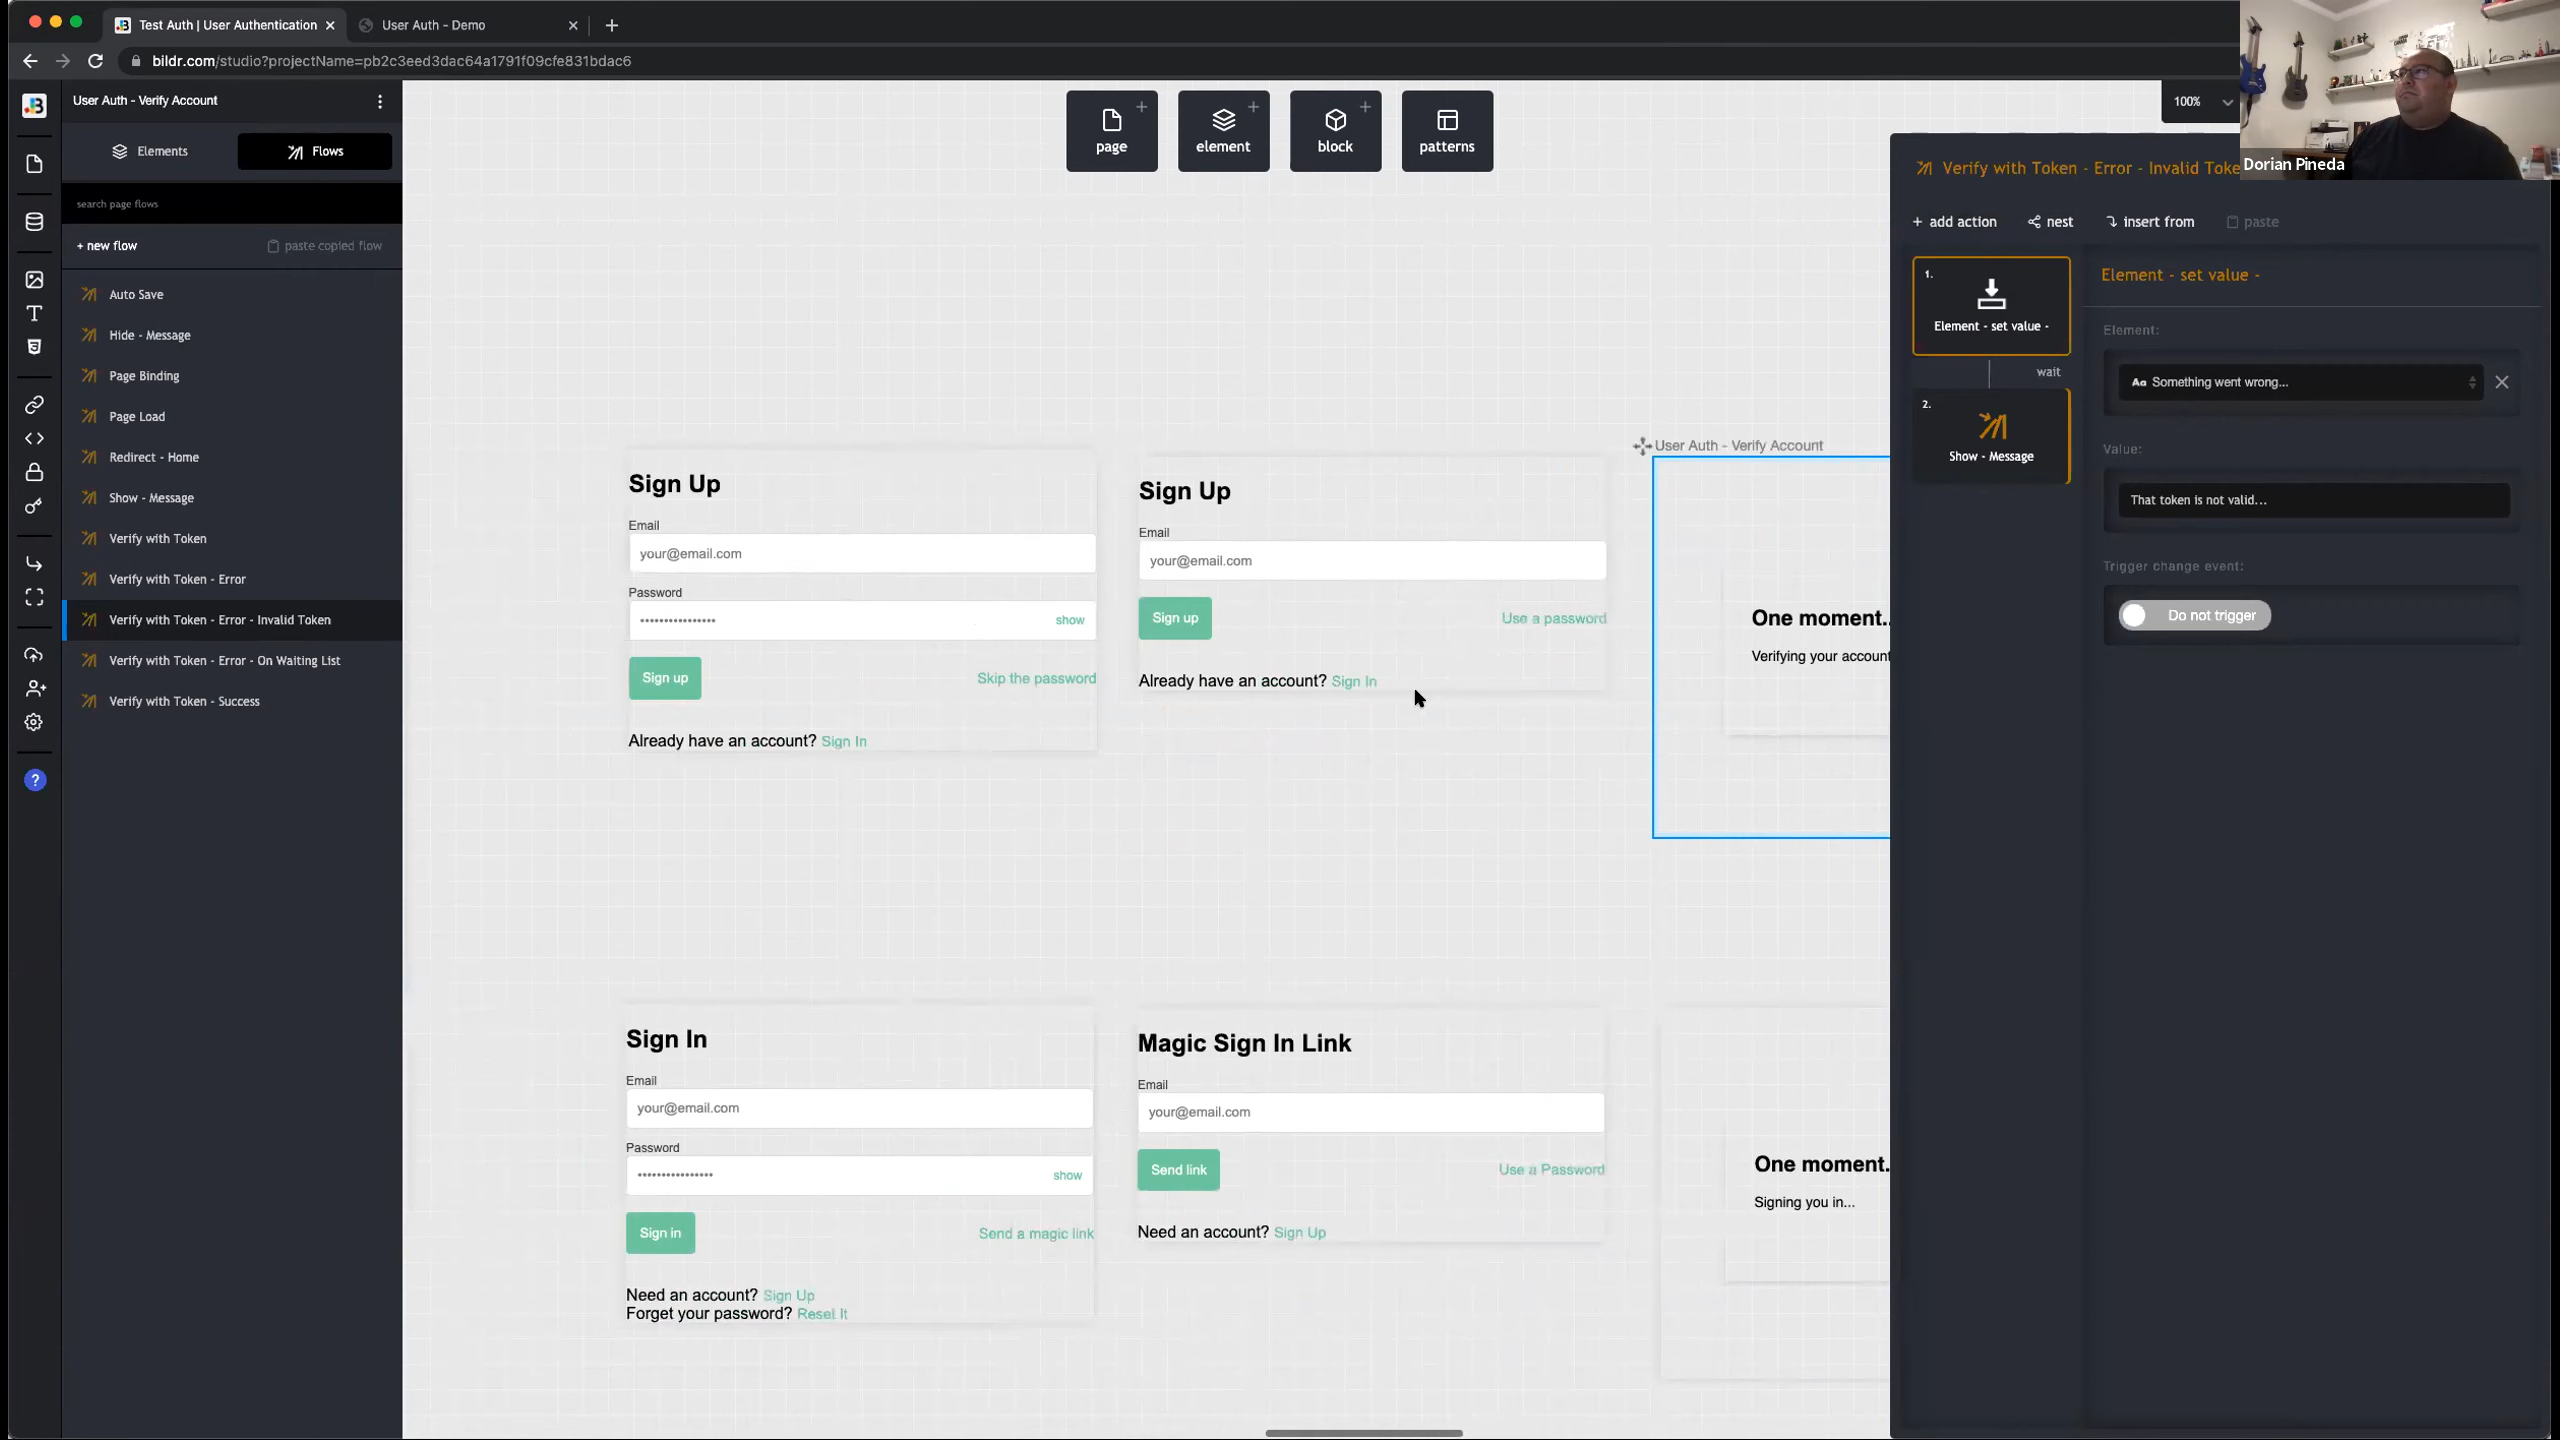 Test Auth | User Authentication
User Auth - Demo
bildr.com/studio?projectName=pb2c3eed3dac64a1791f09cfe831bdac6
User Auth - Verify Account
Elements
Flows
search page flows
+ new flow
paste copied flow
Auto Save
Hide - Message
Page Binding
Page Load
Redirect - Home
Show - Message
Verify with Token
Verify with Token - Error
Verify with Token - Error - Invalid Token
Verify with Token - Error - On Waiting List
Verify with Token - Success
page
element
block
patterns
100%
Dorian Pineda
User Auth - Verify Account
Sign Up
Email
your@email.com
Password
show
Sign up
Skip the password
Already have an account? Sign In
Sign Up
Email
your@email.com
Sign up
Use a password
Already have an account? Sign In
One moment..
Verifying your account
Sign In
Email
your@email.com
Password
show
Sign in
Send a magic link
Need an account? Sign Up
Forget your password? Reset It
Magic Sign In Link
Email
your@email.com
Send link
Use a Password
Need an account? Sign Up
One moment..
Signing you in...
Verify with Token - Error - Invalid Toke
+ add action
nest
insert from
paste
1.
Element - set value -
wait
2.
Show - Message
Element - set value -
Element:
Aa Something went wrong...
Value:
That token is not valid...
Trigger change event:
Do not trigger